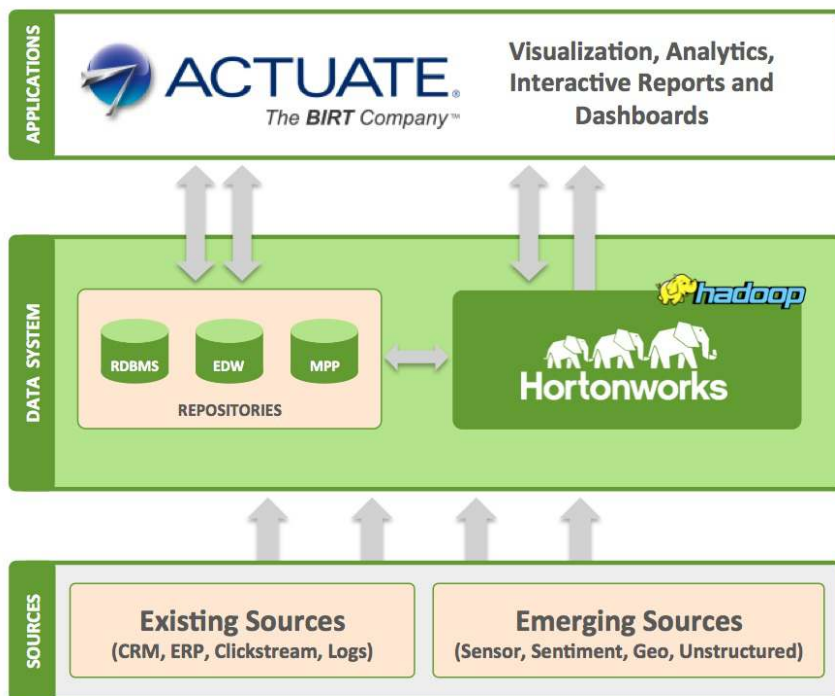 APPLICATIONS
ACTUATE®
The BIRT Company™
Visualization, Analytics,
Interactive Reports and
Dashboards
DATA SYSTEM
RDBMS
EDW
MPP
REPOSITORIES
hadoop
Hortonworks
SOURCES
Existing Sources
(CRM, ERP, Clickstream, Logs)
Emerging Sources
(Sensor, Sentiment, Geo, Unstructured)